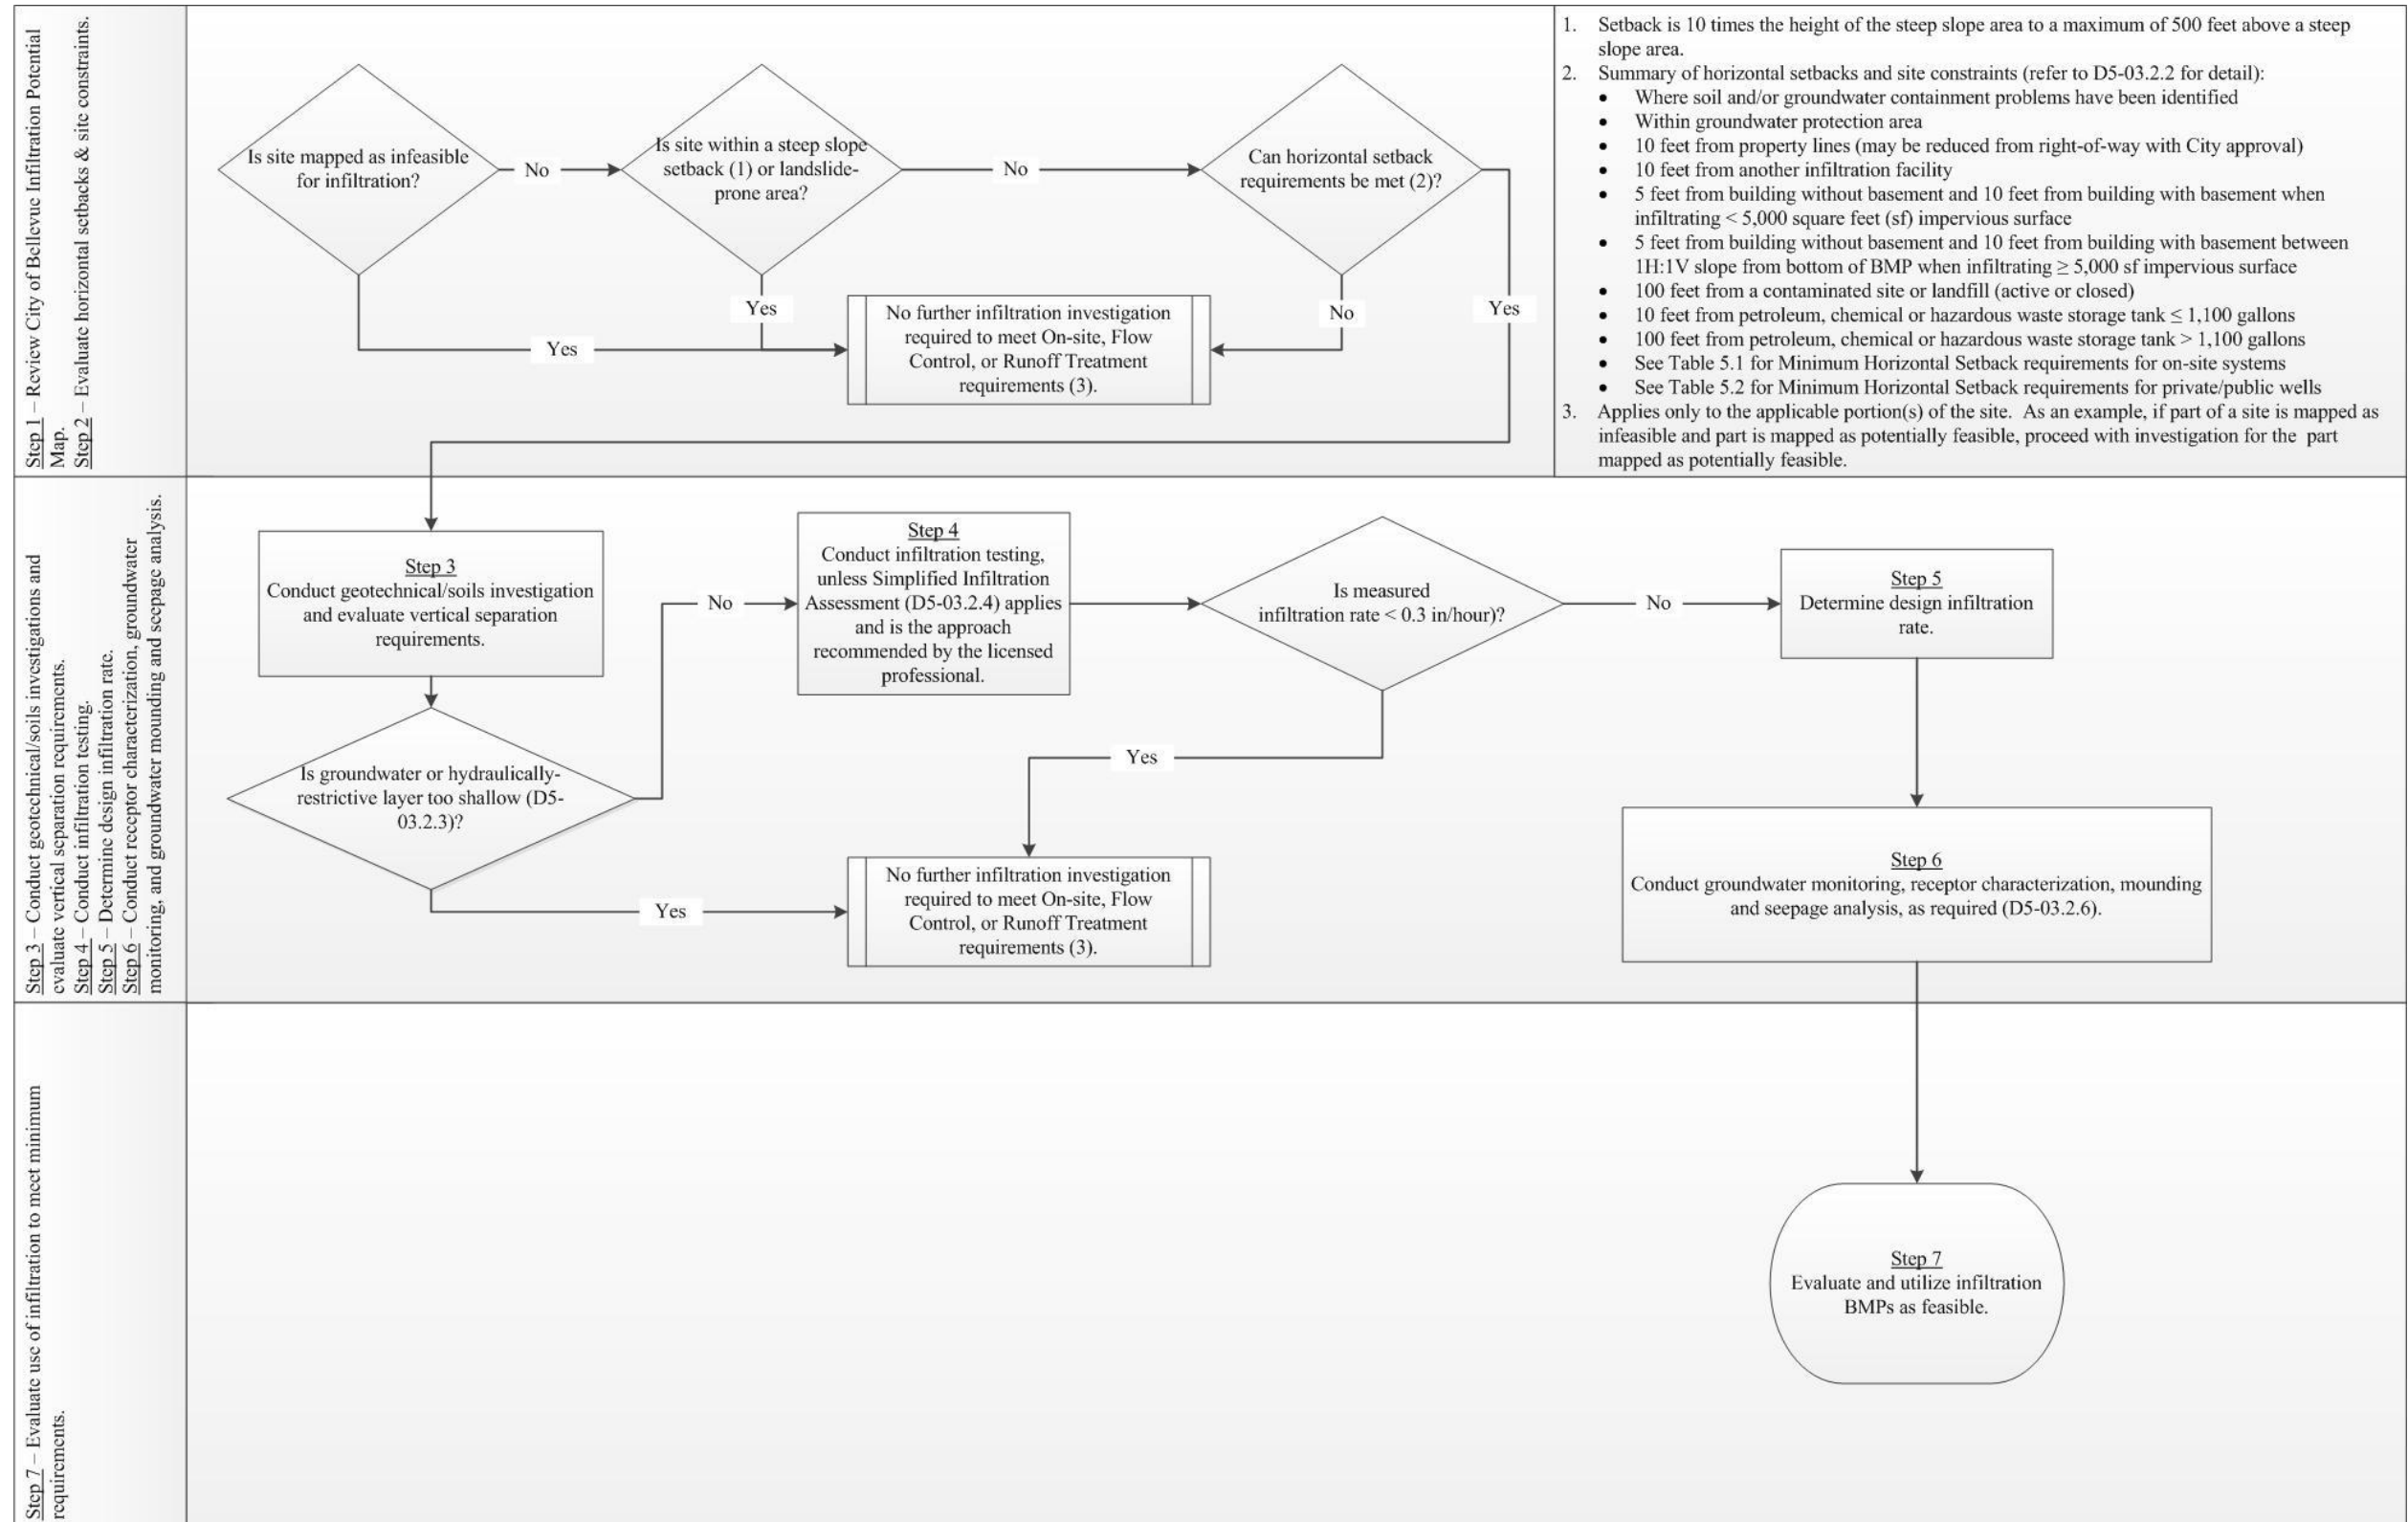 Step 1 – Review City of Bellevue Infiltration Potential
Map.
Step 2 – Evaluate horizontal setbacks & site constraints.
Is site mapped as infeasible
for infiltration?
No
Is site within a steep slope
setback (1) or landslide-
prone area?
No
Can horizontal setback
requirements be met (2)?
Yes
Yes
No
Yes
No further infiltration investigation
required to meet On-site, Flow
Control, or Runoff Treatment
requirements (3).
1. Setback is 10 times the height of the steep slope area to a maximum of 500 feet above a steep
slope area.
2. Summary of horizontal setbacks and site constraints (refer to D5-03.2.2 for detail):
• Where soil and/or groundwater containment problems have been identified
• Within groundwater protection area
• 10 feet from property lines (may be reduced from right-of-way with City approval)
• 10 feet from another infiltration facility
• 5 feet from building without basement and 10 feet from building with basement when
infiltrating < 5,000 square feet (sf) impervious surface
• 5 feet from building without basement and 10 feet from building with basement between
1H:1V slope from bottom of BMP when infiltrating ≥ 5,000 sf impervious surface
• 100 feet from a contaminated site or landfill (active or closed)
• 10 feet from petroleum, chemical or hazardous waste storage tank ≤ 1,100 gallons
• 100 feet from petroleum, chemical or hazardous waste storage tank > 1,100 gallons
• See Table 5.1 for Minimum Horizontal Setback requirements for on-site systems
• See Table 5.2 for Minimum Horizontal Setback requirements for private/public wells
3. Applies only to the applicable portion(s) of the site. As an example, if part of a site is mapped as
infeasible and part is mapped as potentially feasible, proceed with investigation for the part
mapped as potentially feasible.
Step 3 – Conduct geotechnical/soils investigations and
evaluate vertical separation requirements.
Step 4 – Conduct infiltration testing.
Step 5 – Determine design infiltration rate.
Step 6 – Conduct receptor characterization, groundwater
monitoring, and groundwater mounding and seepage analysis.
Step 3
Conduct geotechnical/soils investigation
and evaluate vertical separation
requirements.
Is groundwater or hydraulically-
restrictive layer too shallow (D5-
03.2.3)?
No
Yes
Step 4
Conduct infiltration testing,
unless Simplified Infiltration
Assessment (D5-03.2.4) applies
and is the approach
recommended by the licensed
professional.
Is measured
infiltration rate < 0.3 in/hour)?
Yes
No
No further infiltration investigation
required to meet On-site, Flow
Control, or Runoff Treatment
requirements (3).
Step 5
Determine design infiltration
rate.
Step 6
Conduct groundwater monitoring, receptor characterization, mounding
and seepage analysis, as required (D5-03.2.6).
Step 7 – Evaluate use of infiltration to meet minimum
requirements.
Step 7
Evaluate and utilize infiltration
BMPs as feasible.